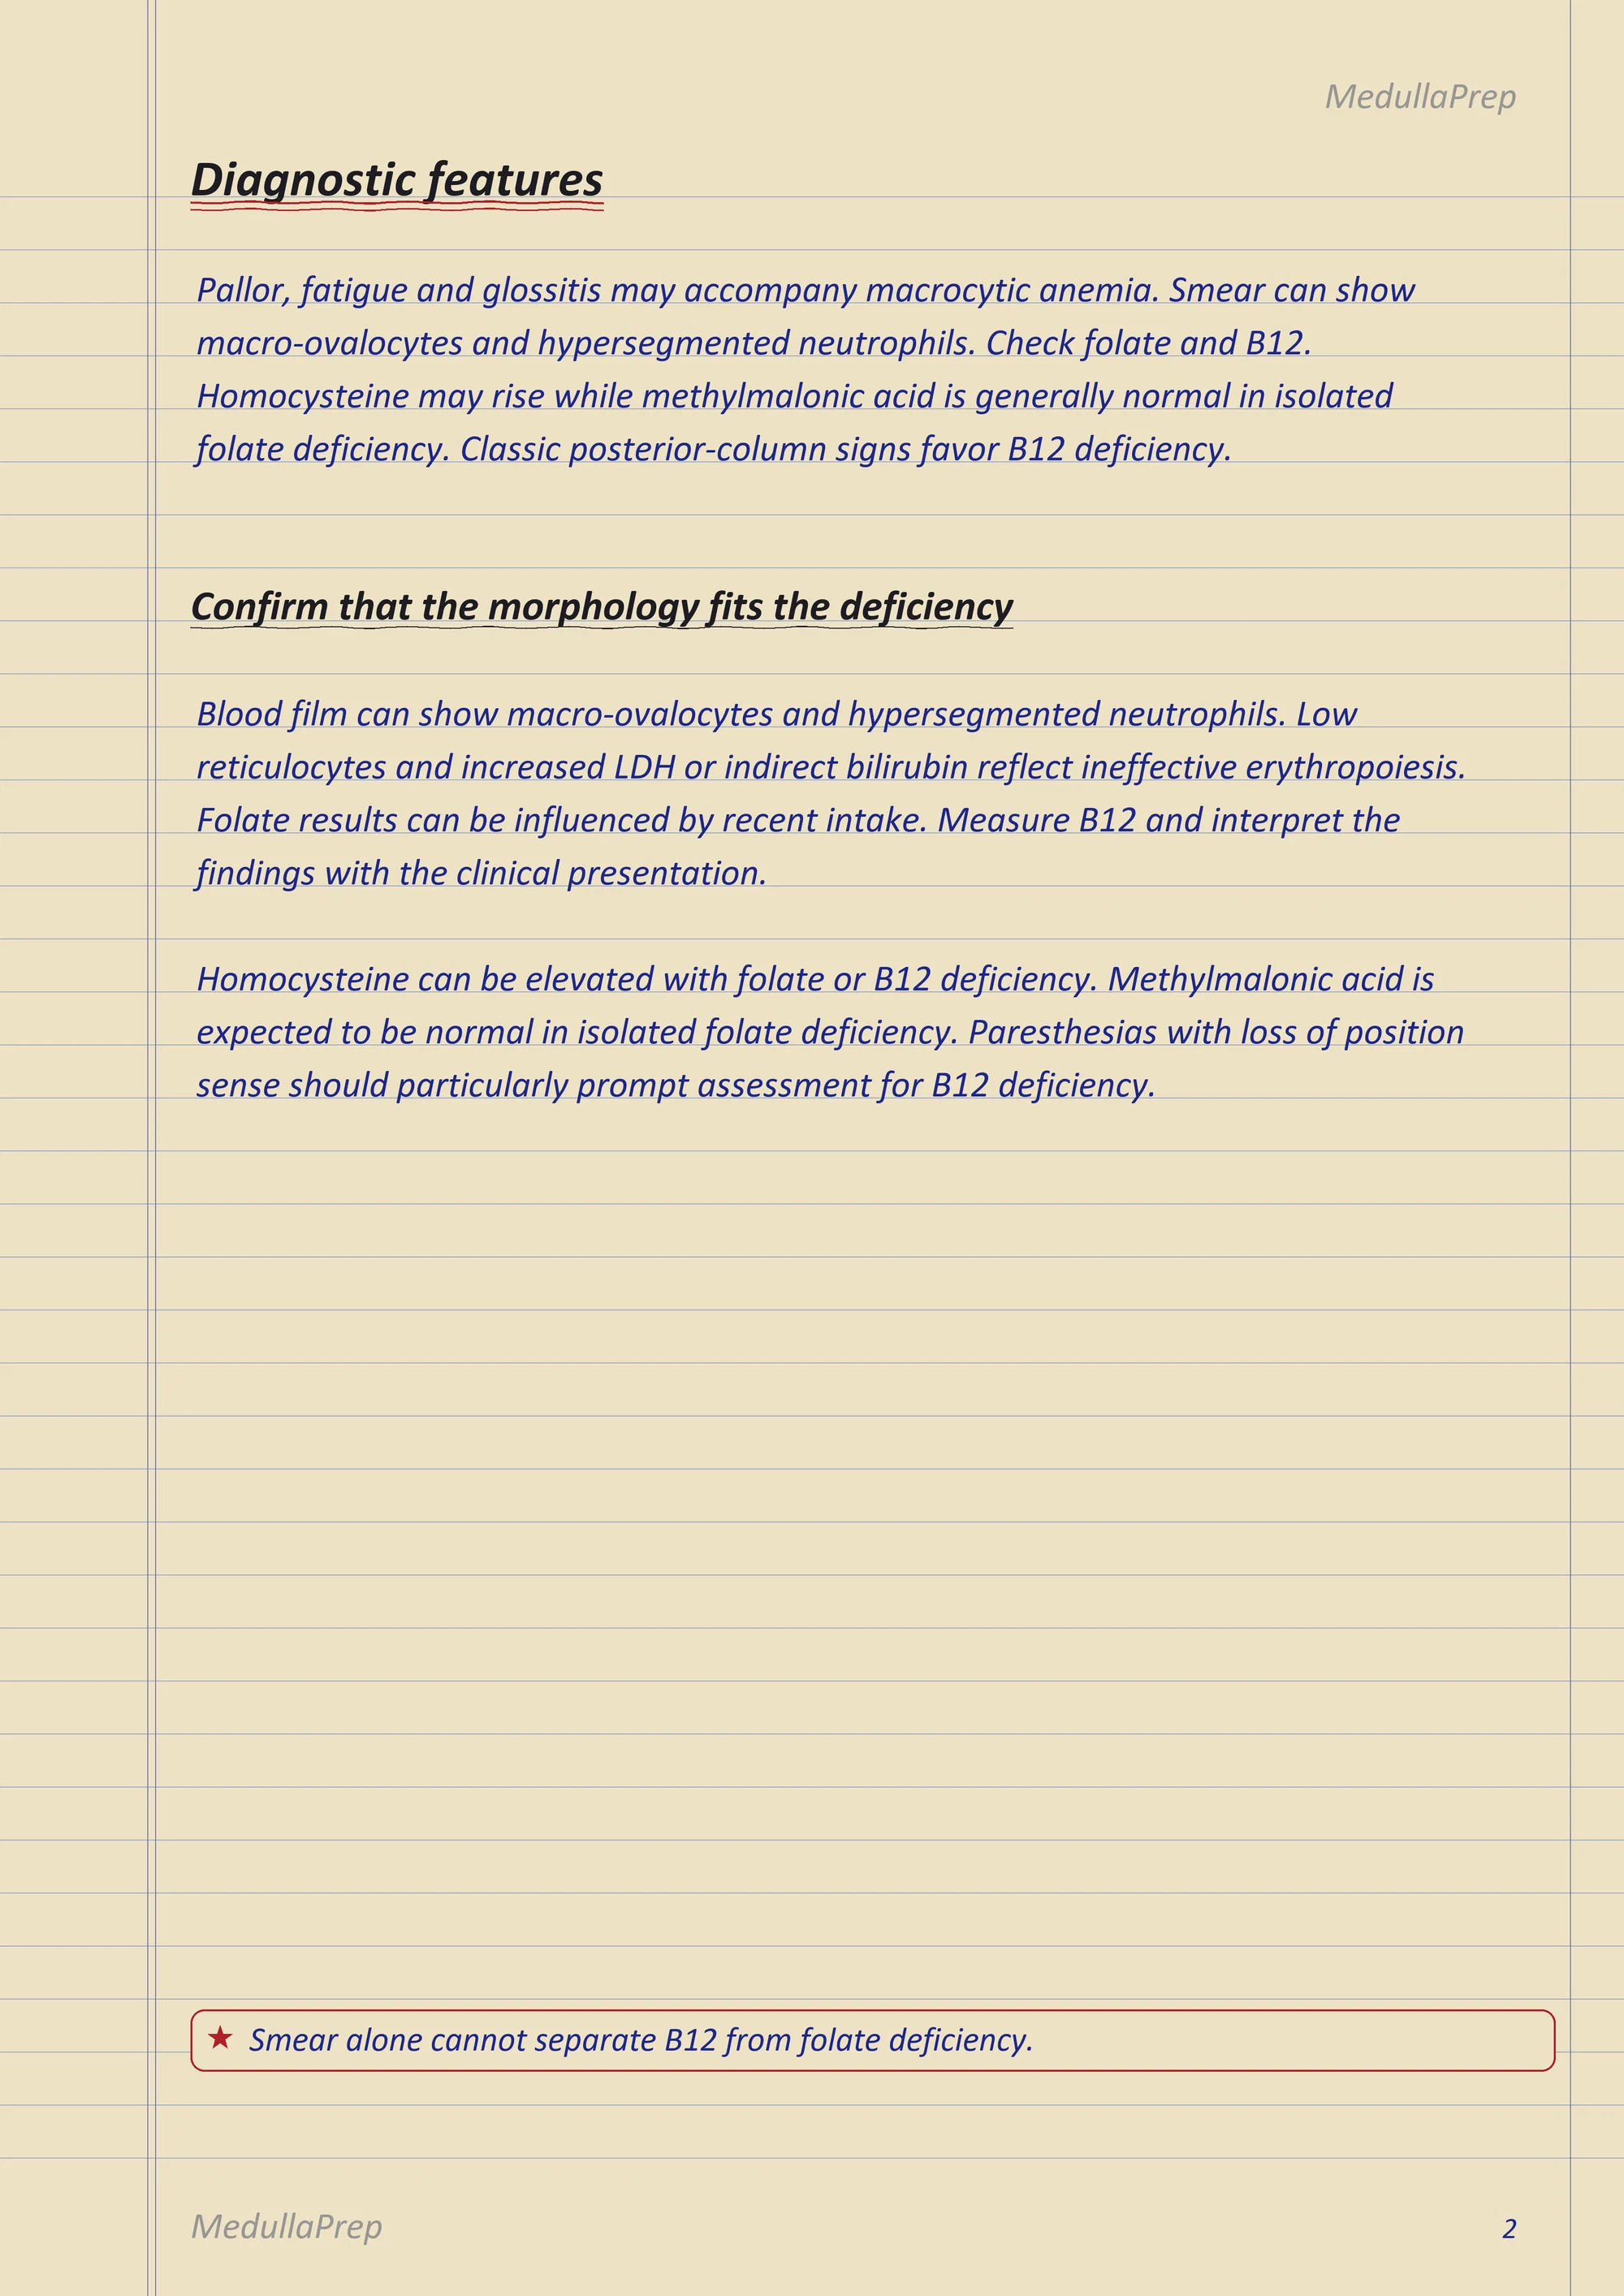 MedullaPrep
Diagnostic features
Pallor, fatigue and glossitis may accompany macrocytic anemia. Smear can show
macro-ovalocytes and hypersegmented neutrophils. Check folate and B12.
Homocysteine may rise while methylmalonic acid is generally normal in isolated
folate deficiency. Classic posterior-column signs favor B12 deficiency.
Confirm that the morphology fits the deficiency
Blood film can show macro-ovalocytes and hypersegmented neutrophils. Low
reticulocytes and increased LDH or indirect bilirubin reflect ineffective erythropoiesis.
Folate results can be influenced by recent intake. Measure B12 and interpret the
findings with the clinical presentation.
Homocysteine can be elevated with folate or B12 deficiency. Methylmalonic acid is
expected to be normal in isolated folate deficiency. Paresthesias with loss of position
sense should particularly prompt assessment for B12 deficiency.
★ Smear alone cannot separate B12 from folate deficiency.
MedullaPrep
2